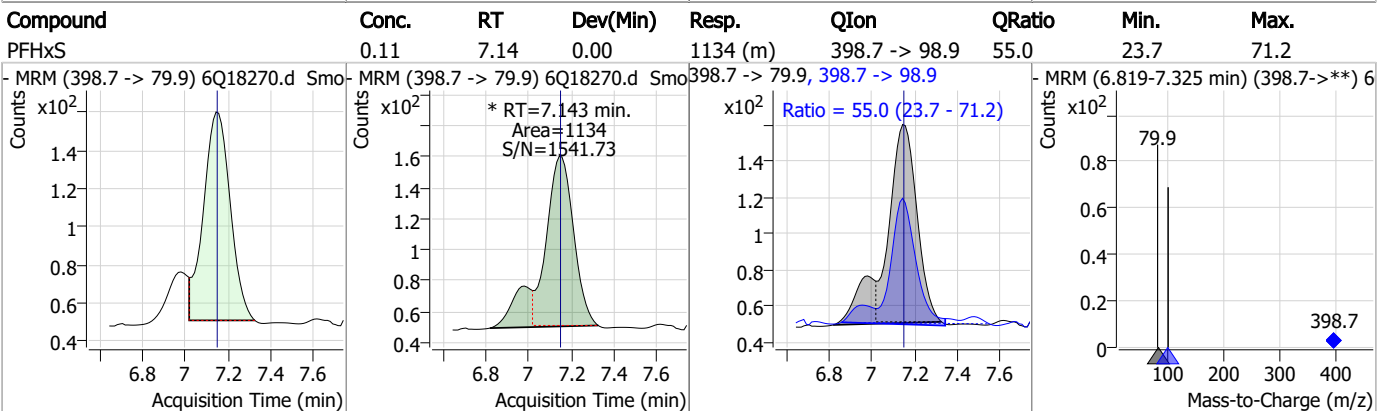 Compound Conc. RT Dev(Min) Resp. QIon QRatio Min. Max.
PFHxS 0.11 7.14 0.00 1134 (m) 398.7 -> 98.9 55.0 23.7 71.2
- MRM (398.7 -> 79.9) 6Q18270.d Smo
Counts
x10²
1.4
1.2
1
0.8
0.6
0.4
6.8 7 7.2 7.4 7.6
Acquisition Time (min)
- MRM (398.7 -> 79.9) 6Q18270.d Smo
Counts
x10²
* RT=7.143 min.
Area=1134
S/N=1541.73
1.6
1.4
1.2
1
0.8
0.6
0.4
6.8 7 7.2 7.4 7.6
Acquisition Time (min)
398.7 -> 79.9, 398.7 -> 98.9
Counts
x10²
Ratio = 55.0 (23.7 - 71.2)
1.4
1.2
1
0.8
0.6
0.4
6.8 7 7.2 7.4 7.6
Acquisition Time (min)
- MRM (6.819-7.325 min) (398.7->**) 6
Counts
x10²
79.9
0.8
0.6
0.4
0.2
0
398.7
100 200 300 400
Mass-to-Charge (m/z)